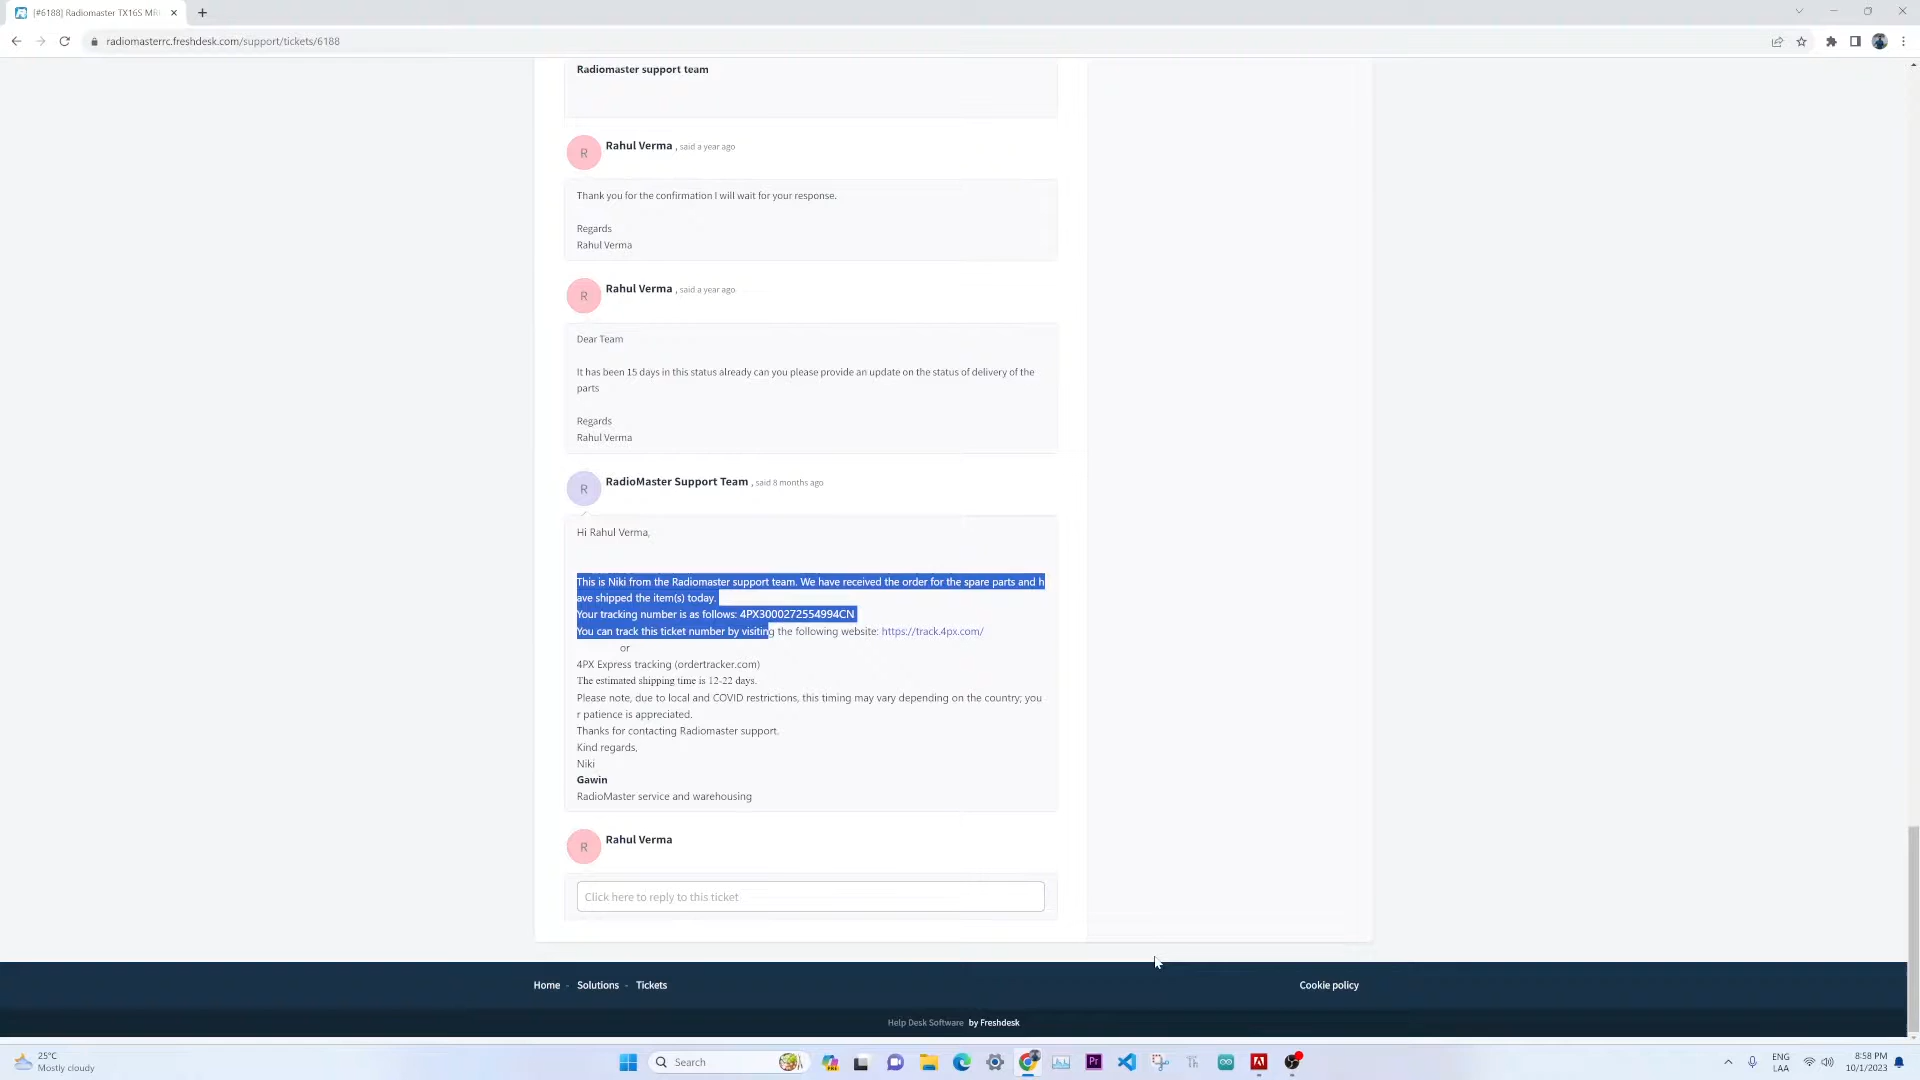 [#6188] Radiomaster TX16S MR
radiomasterrc.freshdesk.com/support/tickets/6188
Radiomaster support team
R
Rahul Verma , said a year ago
Thank you for the confirmation I will wait for your response.
Regards
Rahul Verma
R
Rahul Verma , said a year ago
Dear Team
It has been 15 days in this status already can you please provide an update on the status of delivery of the
parts
Regards
Rahul Verma
R
RadioMaster Support Team , said 8 months ago
Hi Rahul Verma,
This is Niki from the Radiomaster support team. We have received the order for the spare parts and h
ave shipped the item(s) today.
Your tracking number is as follows: 4PX3000272554994CN
You can track this ticket number by visiting the following website: https://track.4px.com/
or
4PX Express tracking (ordertracker.com)
The estimated shipping time is 12-22 days.
Please note, due to local and COVID restrictions, this timing may vary depending on the country; you
r patience is appreciated.
Thanks for contacting Radiomaster support.
Kind regards,
Niki
Gawin
RadioMaster service and warehousing
R
Rahul Verma
Click here to reply to this ticket
Home - Solutions - Tickets
Cookie policy
Help Desk Software by Freshdesk
25°C
Mostly cloudy
Search
Pr
ENG
LAA
8:58 PM
10/1/2023